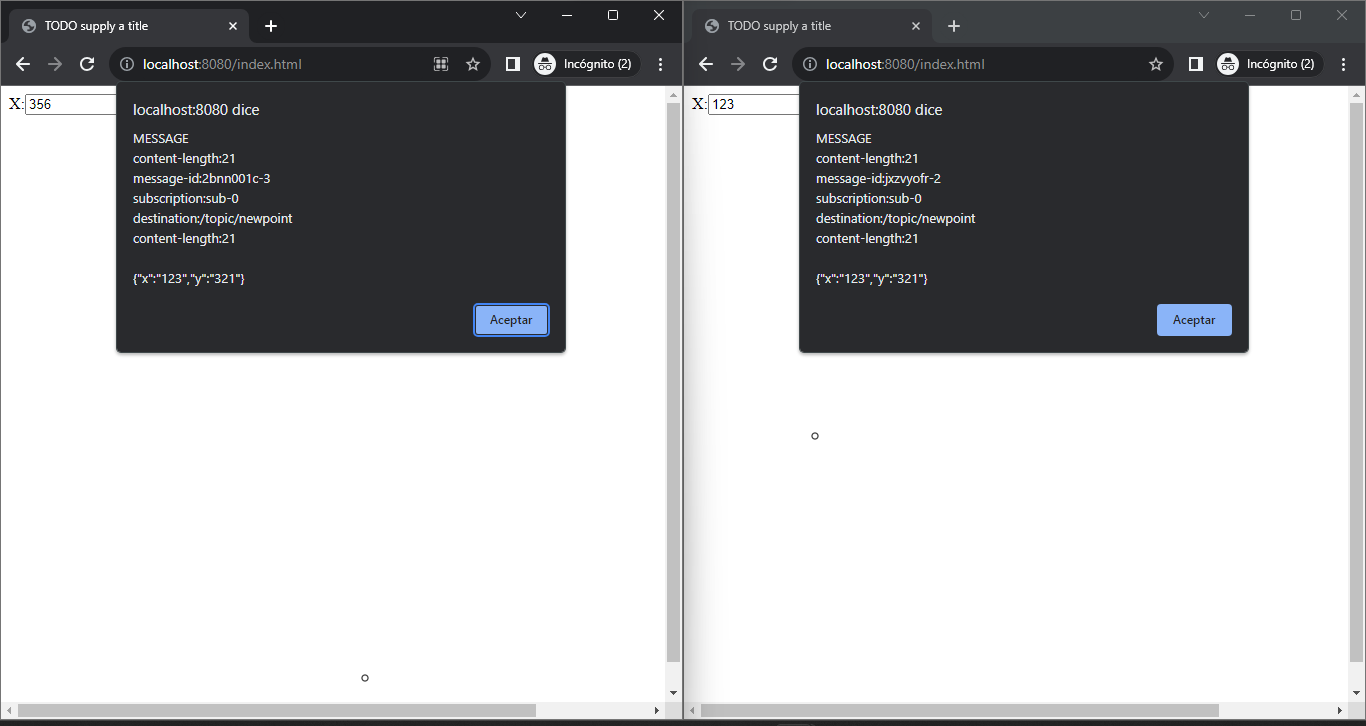 TODO supply a title
localhost:8080/index.html
Incógnito (2)
X: 356
localhost:8080 dice
MESSAGE
content-length:21
message-id:2bnn001c-3
subscription:sub-0
destination:/topic/newpoint
content-length:21
{"x":"123","y":"321"}
Aceptar
TODO supply a title
localhost:8080/index.html
Incógnito (2)
X: 123
localhost:8080 dice
MESSAGE
content-length:21
message-id:jxzvyofr-2
subscription:sub-0
destination:/topic/newpoint
content-length:21
{"x":"123","y":"321"}
Aceptar